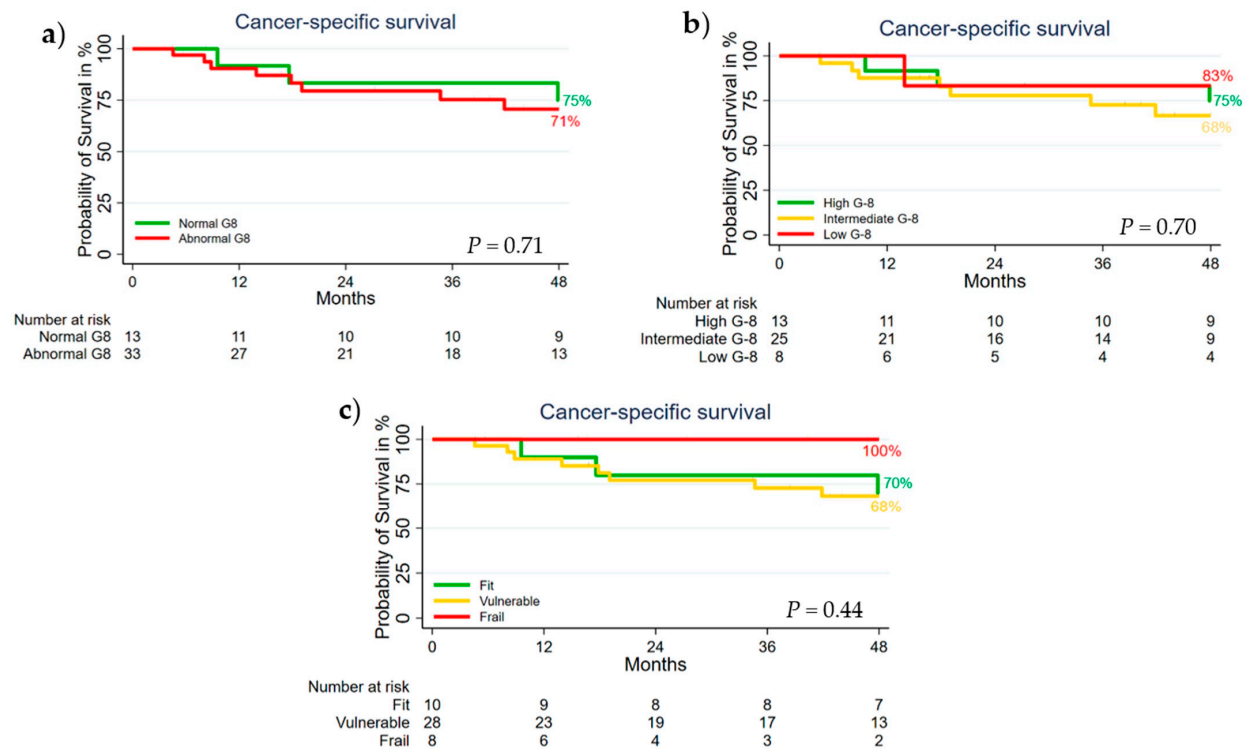 a)
Cancer-specific survival
Probability of Survival in %
100
75
50
25
0
75%
71%
Normal G8
Abnormal G8
P = 0.71
0 12 24 36 48
Months
Number at risk
Normal G8 13 11 10 10 9
Abnormal G8 33 27 21 18 13
b)
Cancer-specific survival
Probability of Survival in %
100
75
50
25
0
83%
75%
68%
High G-8
Intermediate G-8
Low G-8
P = 0.70
0 12 24 36 48
Months
Number at risk
High G-8 13 11 10 10 9
Intermediate G-8 25 21 16 14 9
Low G-8 8 6 5 4 4
c)
Cancer-specific survival
Probability of Survival in %
100
75
50
25
0
100%
70%
68%
Fit
Vulnerable
Frail
P = 0.44
0 12 24 36 48
Months
Number at risk
Fit 10 9 8 8 7
Vulnerable 28 23 19 17 13
Frail 8 6 4 3 2